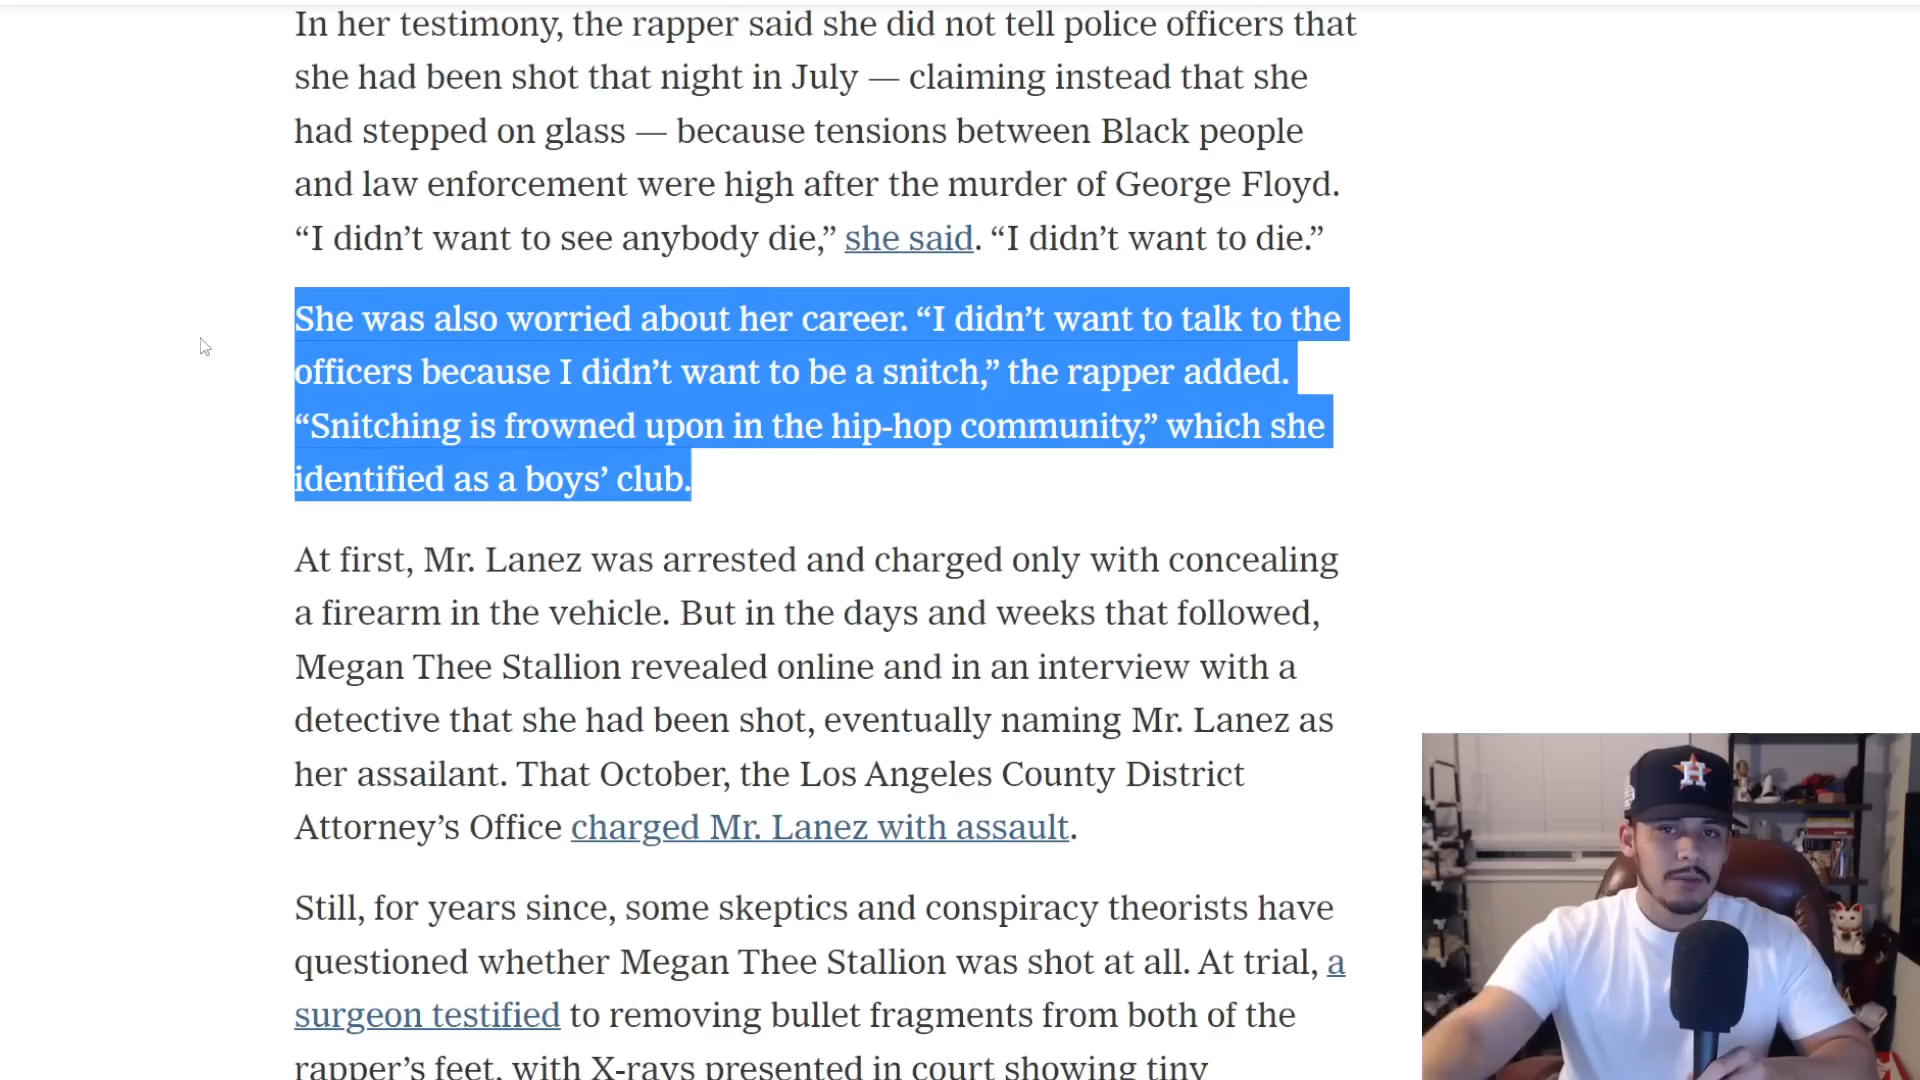 In her testimony, the rapper said she did not tell police officers that
she had been shot that night in July — claiming instead that she
had stepped on glass — because tensions between Black people
and law enforcement were high after the murder of George Floyd.
“I didn’t want to see anybody die,” she said. “I didn’t want to die.”
She was also worried about her career. “I didn’t want to talk to the
officers because I didn’t want to be a snitch,” the rapper added.
“Snitching is frowned upon in the hip-hop community,” which she
identified as a boys’ club.
At first, Mr. Lanez was arrested and charged only with concealing
a firearm in the vehicle. But in the days and weeks that followed,
Megan Thee Stallion revealed online and in an interview with a
detective that she had been shot, eventually naming Mr. Lanez as
her assailant. That October, the Los Angeles County District
Attorney’s Office charged Mr. Lanez with assault.
Still, for years since, some skeptics and conspiracy theorists have
questioned whether Megan Thee Stallion was shot at all. At trial, a
surgeon testified to removing bullet fragments from both of the
rapper’s feet, with X-rays presented in court showing tiny
H